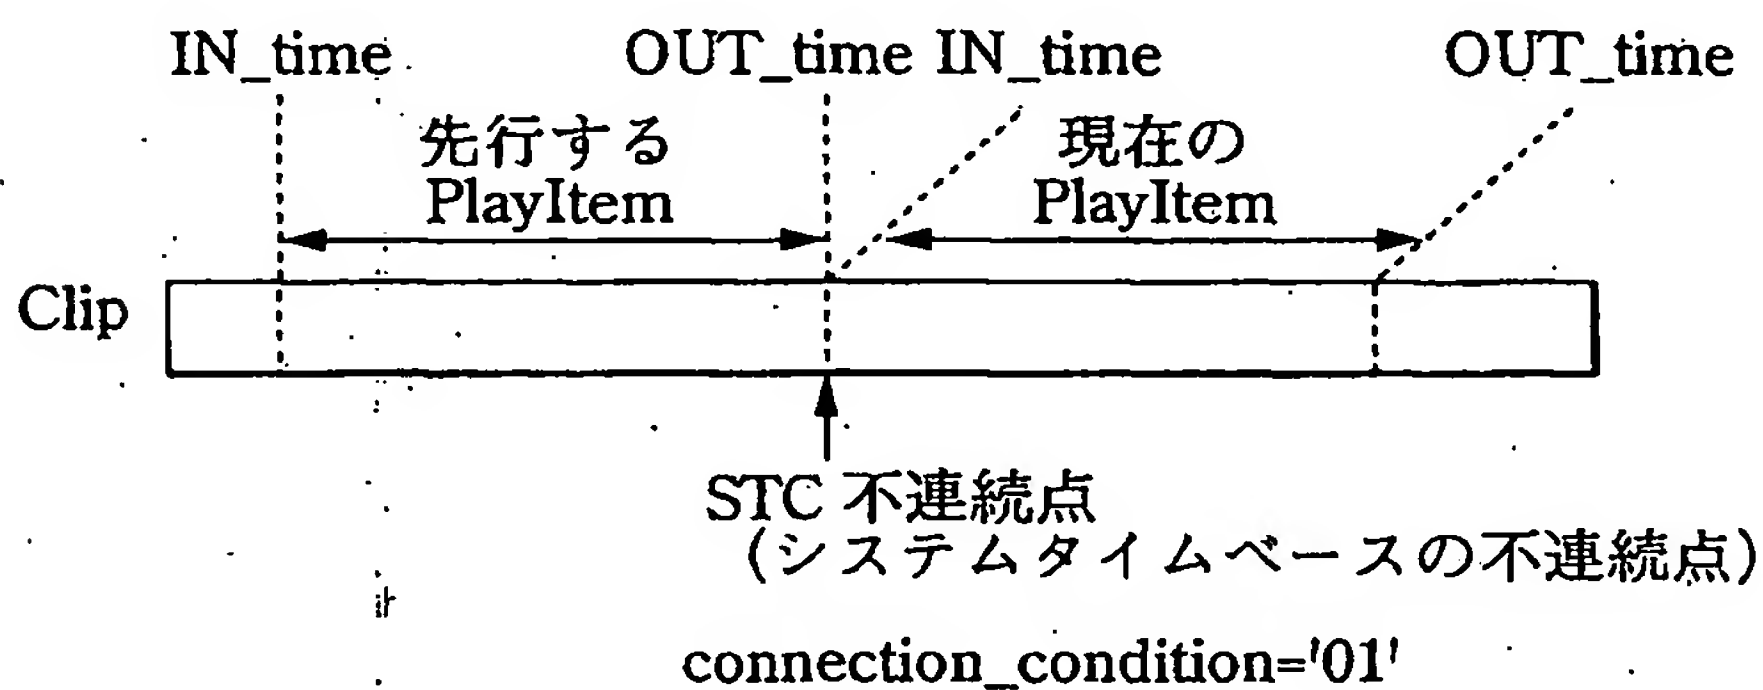 IN_time OUT_time IN_time OUT_time
先行する 現在の
PlayItem PlayItem
Clip
STC 不連続点
(システムタイムベースの不連続点)
connection_condition='01'